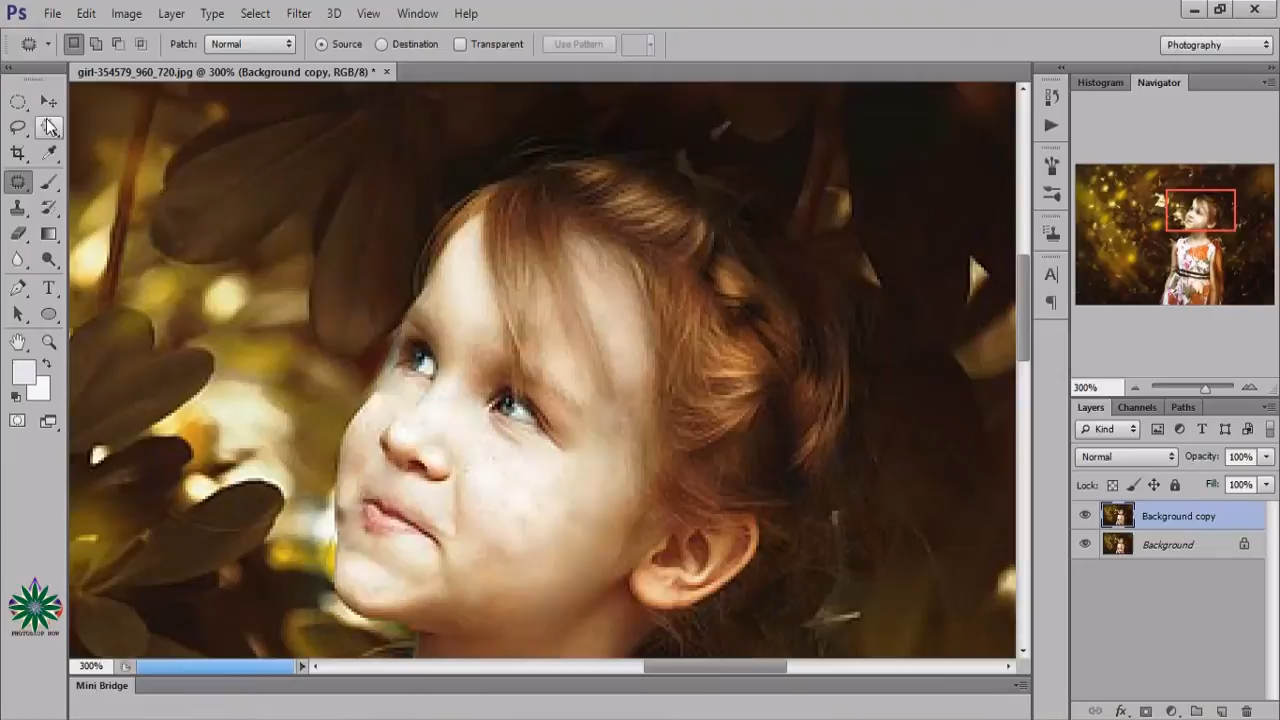 Ps File Edit Image Layer Type Select Filter 3D View Window Help
Patch: Normal Source Destination Transparent Use Pattern Photography
girl-354579_960_720.jpg @ 300% (Background copy, RGB/8) * ×
Histogram Navigator
300%
Layers Channels Paths
Kind
Normal Opacity: 100%
Lock: Fill: 100%
Background copy
Background
PHOTOSHOP NOW
300%
Mini Bridge